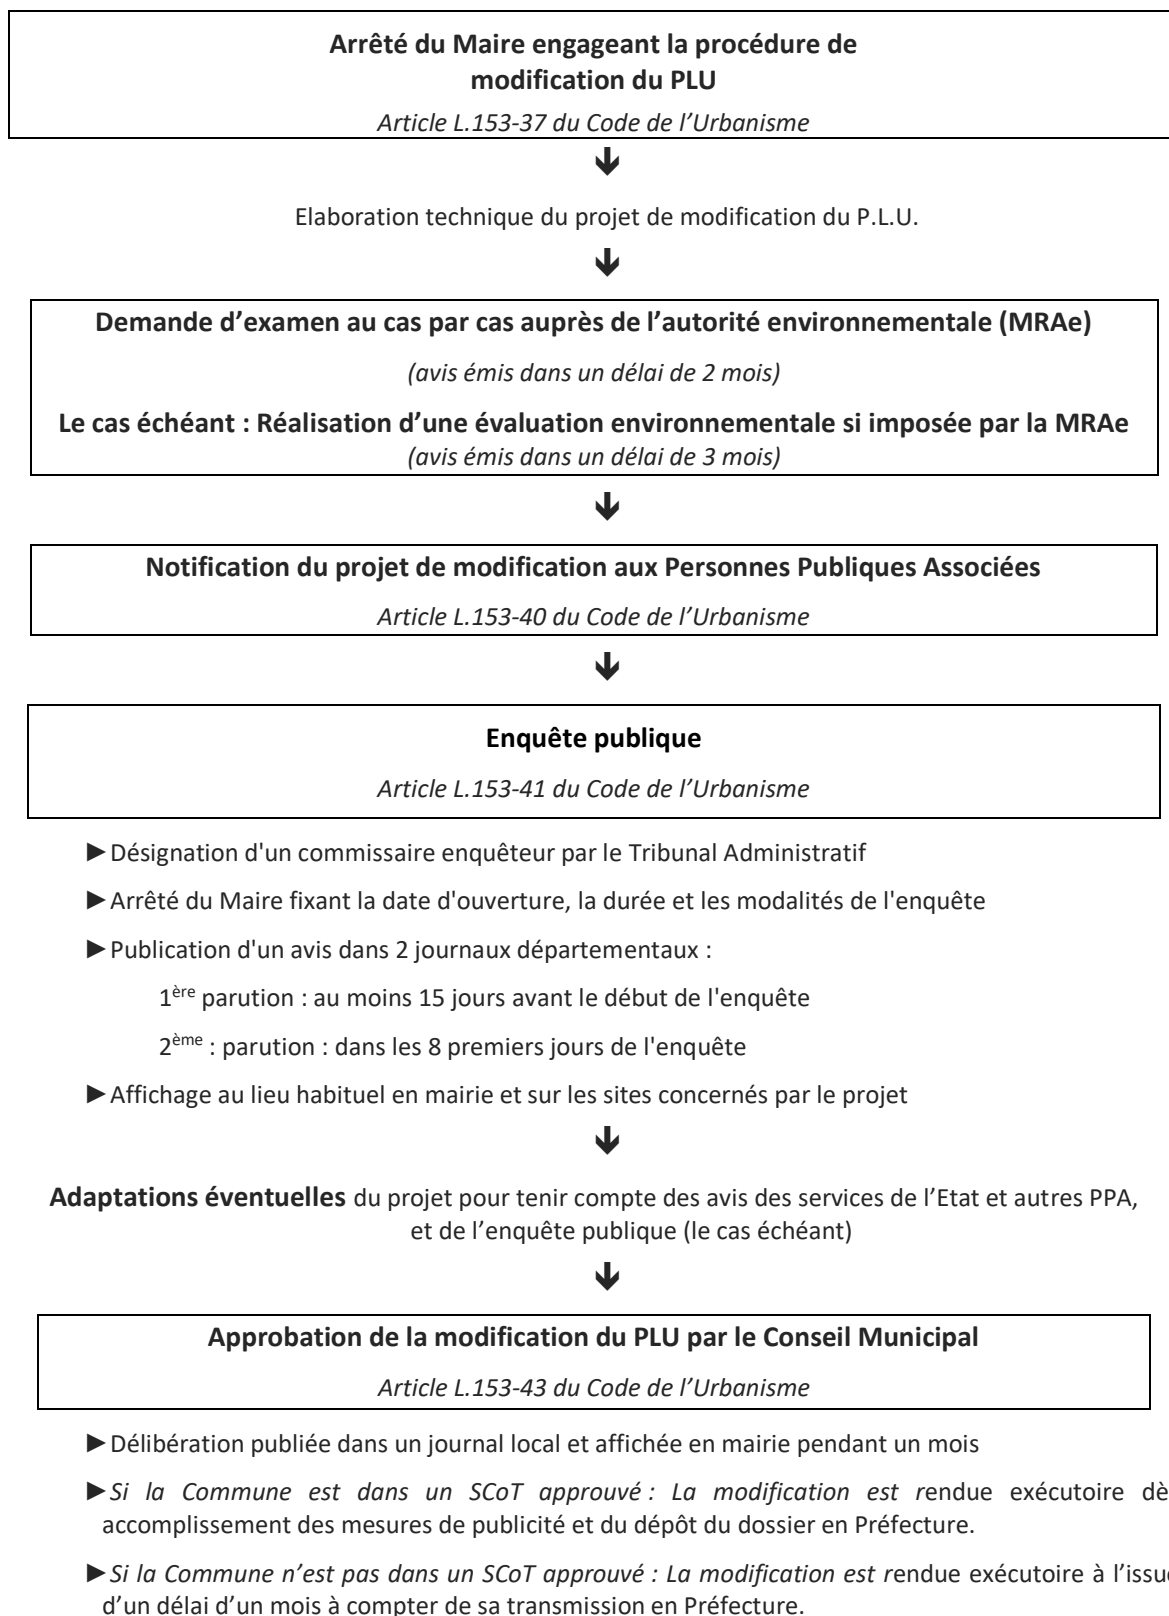 Arrêté du Maire engageant la procédure de
modification du PLU
Article L.153-37 du Code de l’Urbanisme
🡻
Elaboration technique du projet de modification du P.L.U.
🡻
Demande d’examen au cas par cas auprès de l’autorité environnementale (MRAe)
(avis émis dans un délai de 2 mois)
Le cas échéant : Réalisation d’une évaluation environnementale si imposée par la MRAe
(avis émis dans un délai de 3 mois)
🡻
Notification du projet de modification aux Personnes Publiques Associées
Article L.153-40 du Code de l’Urbanisme
🡻
Enquête publique
Article L.153-41 du Code de l’Urbanisme
►Désignation d'un commissaire enquêteur par le Tribunal Administratif
►Arrêté du Maire fixant la date d'ouverture, la durée et les modalités de l'enquête
►Publication d'un avis dans 2 journaux départementaux :
1ère parution : au moins 15 jours avant le début de l'enquête
2ème : parution : dans les 8 premiers jours de l'enquête
►Affichage au lieu habituel en mairie et sur les sites concernés par le projet
🡻
Adaptations éventuelles du projet pour tenir compte des avis des services de l’Etat et autres PPA,
et de l’enquête publique (le cas échéant)
🡻
Approbation de la modification du PLU par le Conseil Municipal
Article L.153-43 du Code de l’Urbanisme
►Délibération publiée dans un journal local et affichée en mairie pendant un mois
►Si la Commune est dans un SCoT approuvé : La modification est rendue exécutoire dè
accomplissement des mesures de publicité et du dépôt du dossier en Préfecture.
►Si la Commune n’est pas dans un SCoT approuvé : La modification est rendue exécutoire à l’issu
d’un délai d’un mois à compter de sa transmission en Préfecture.